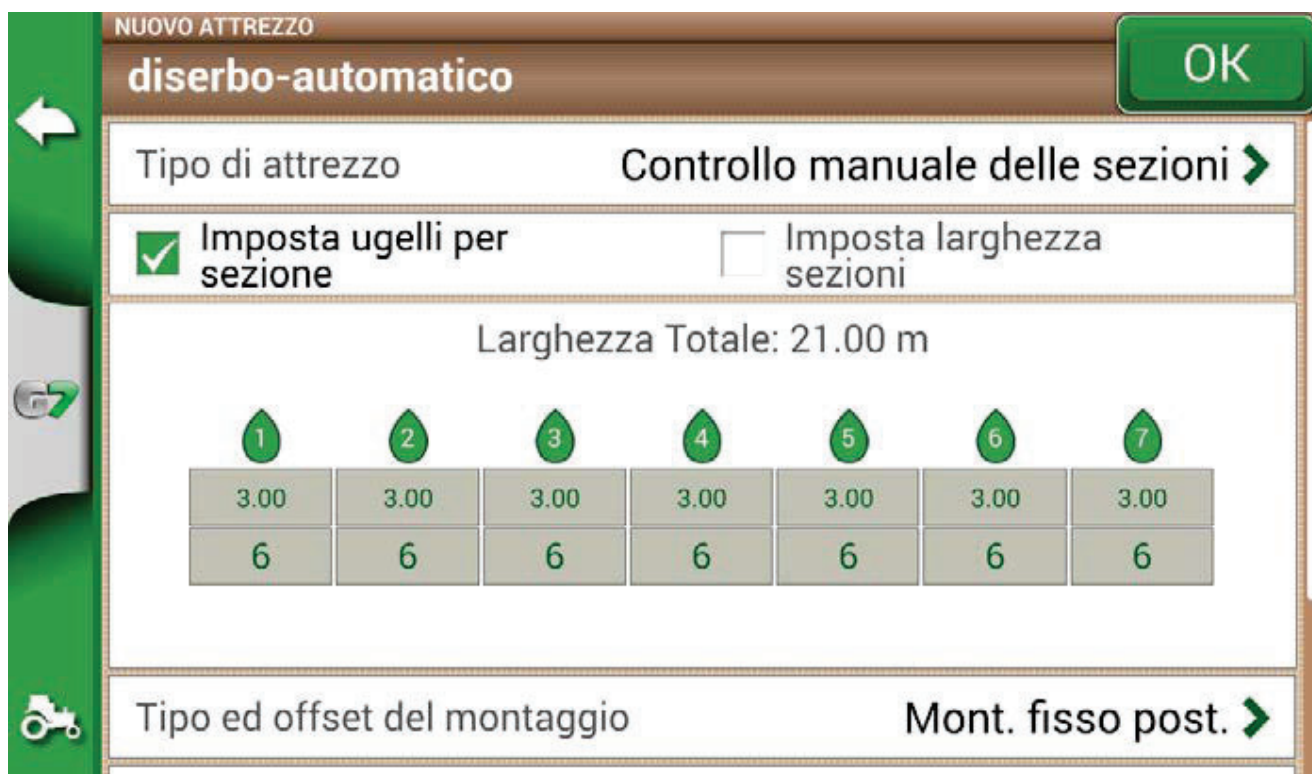 NUOVO ATTREZZO
diserbo-automatico
OK
Tipo di attrezzo Controllo manuale delle sezioni
Imposta ugelli per
sezione
Imposta larghezza
sezioni
Larghezza Totale: 21.00 m
G7
1 2 3 4 5 6 7
3.00 3.00 3.00 3.00 3.00 3.00 3.00
6 6 6 6 6 6 6
Tipo ed offset del montaggio Mont. fisso post.